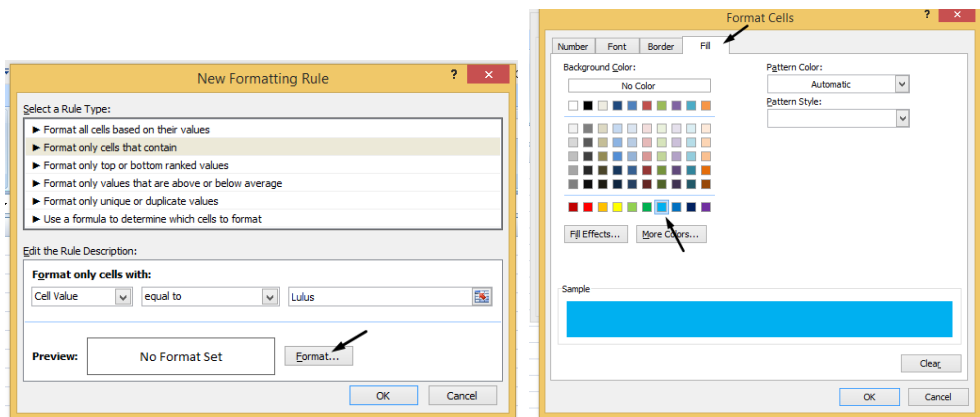 New Formatting Rule
?
×
Select a Rule Type:
► Format all cells based on their values
► Format only cells that contain
► Format only top or bottom ranked values
► Format only values that are above or below average
► Format only unique or duplicate values
► Use a formula to determine which cells to format
Edit the Rule Description:
Format only cells with:
Cell Value
equal to
Lulus
Preview:
No Format Set
Format...
OK
Cancel
Format Cells
?
×
Number
Font
Border
Fill
Background Color:
No Color
Pattern Color:
Automatic
Pattern Style:
Fill Effects...
More Colors...
Sample
Clear
OK
Cancel